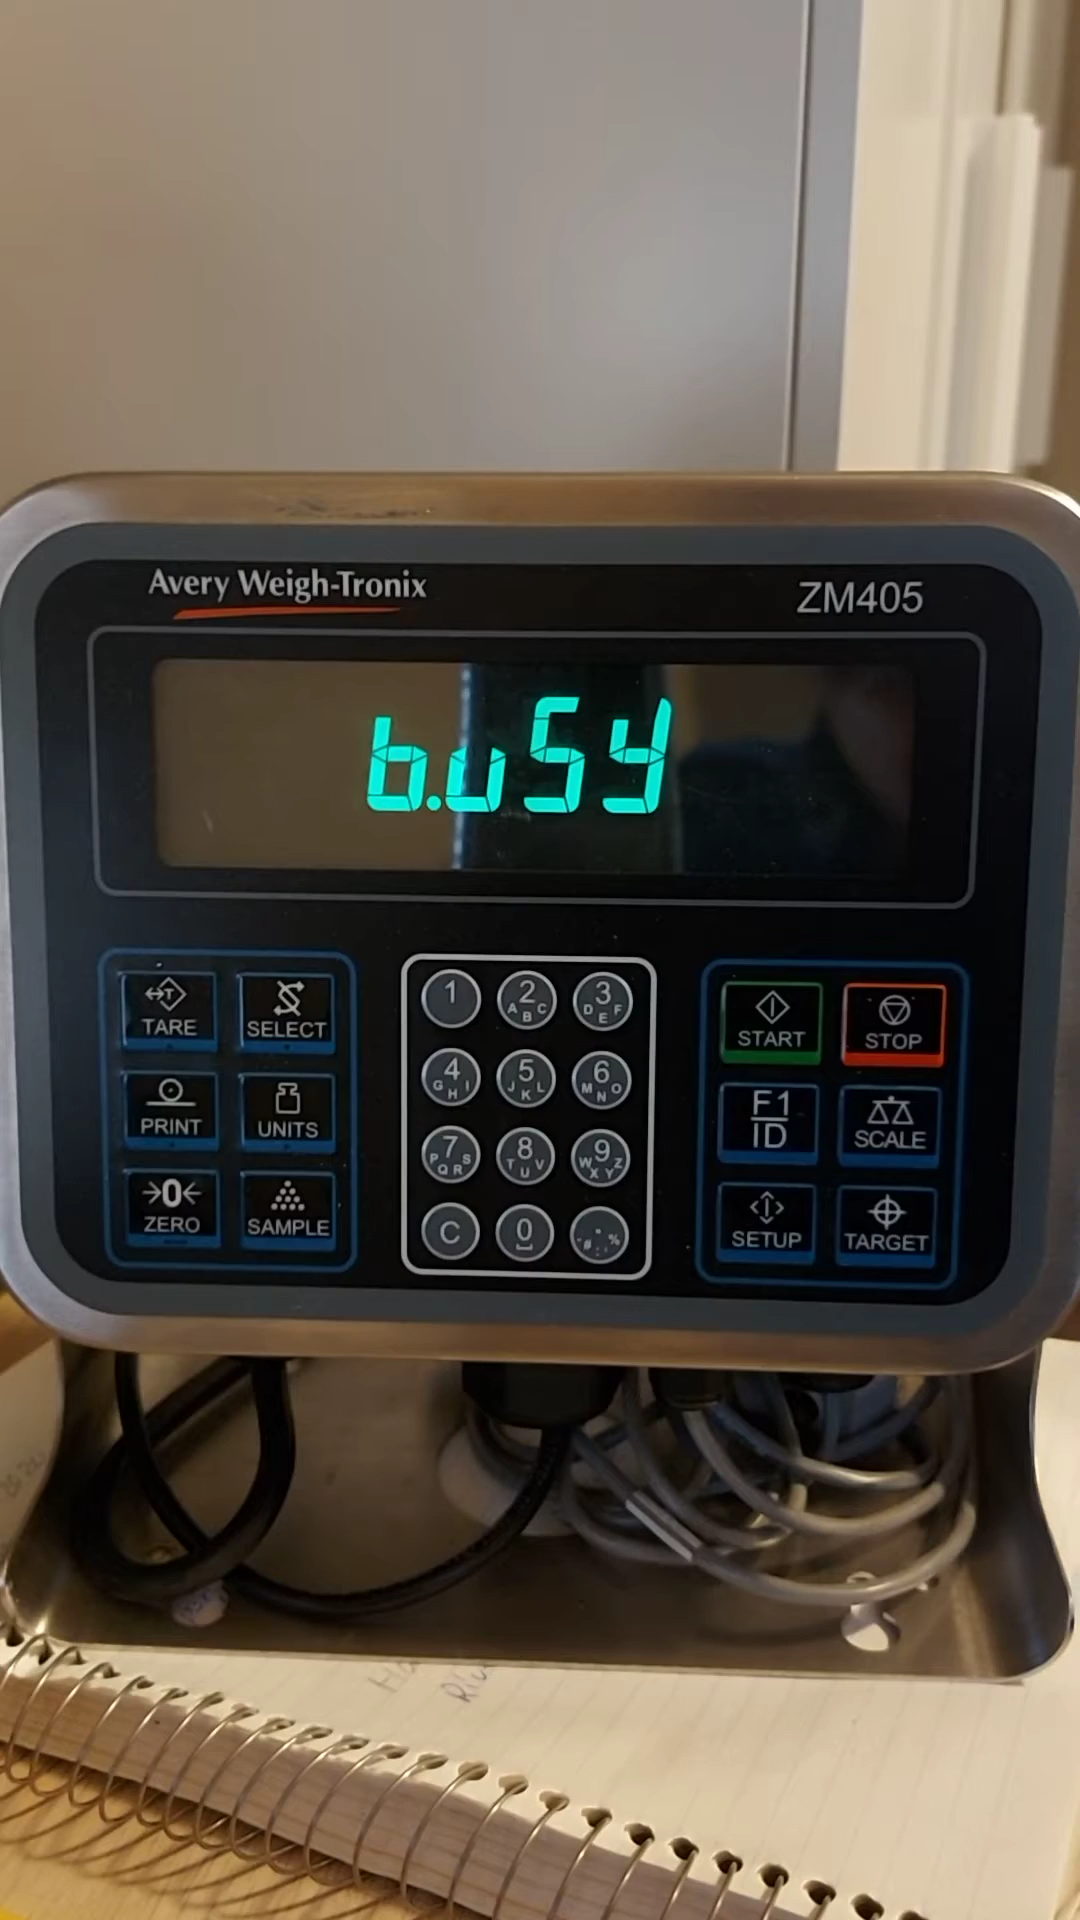 Avery Weigh-Tronix ZM405
b.uSY
TARE SELECT
1 2 ABC 3 DEF
START STOP
PRINT UNITS
4 GHI 5 JKL 6 MNO
F1 ID SCALE
ZERO SAMPLE
7 PQRS 8 TUV 9 WXYZ
SETUP TARGET
C 0